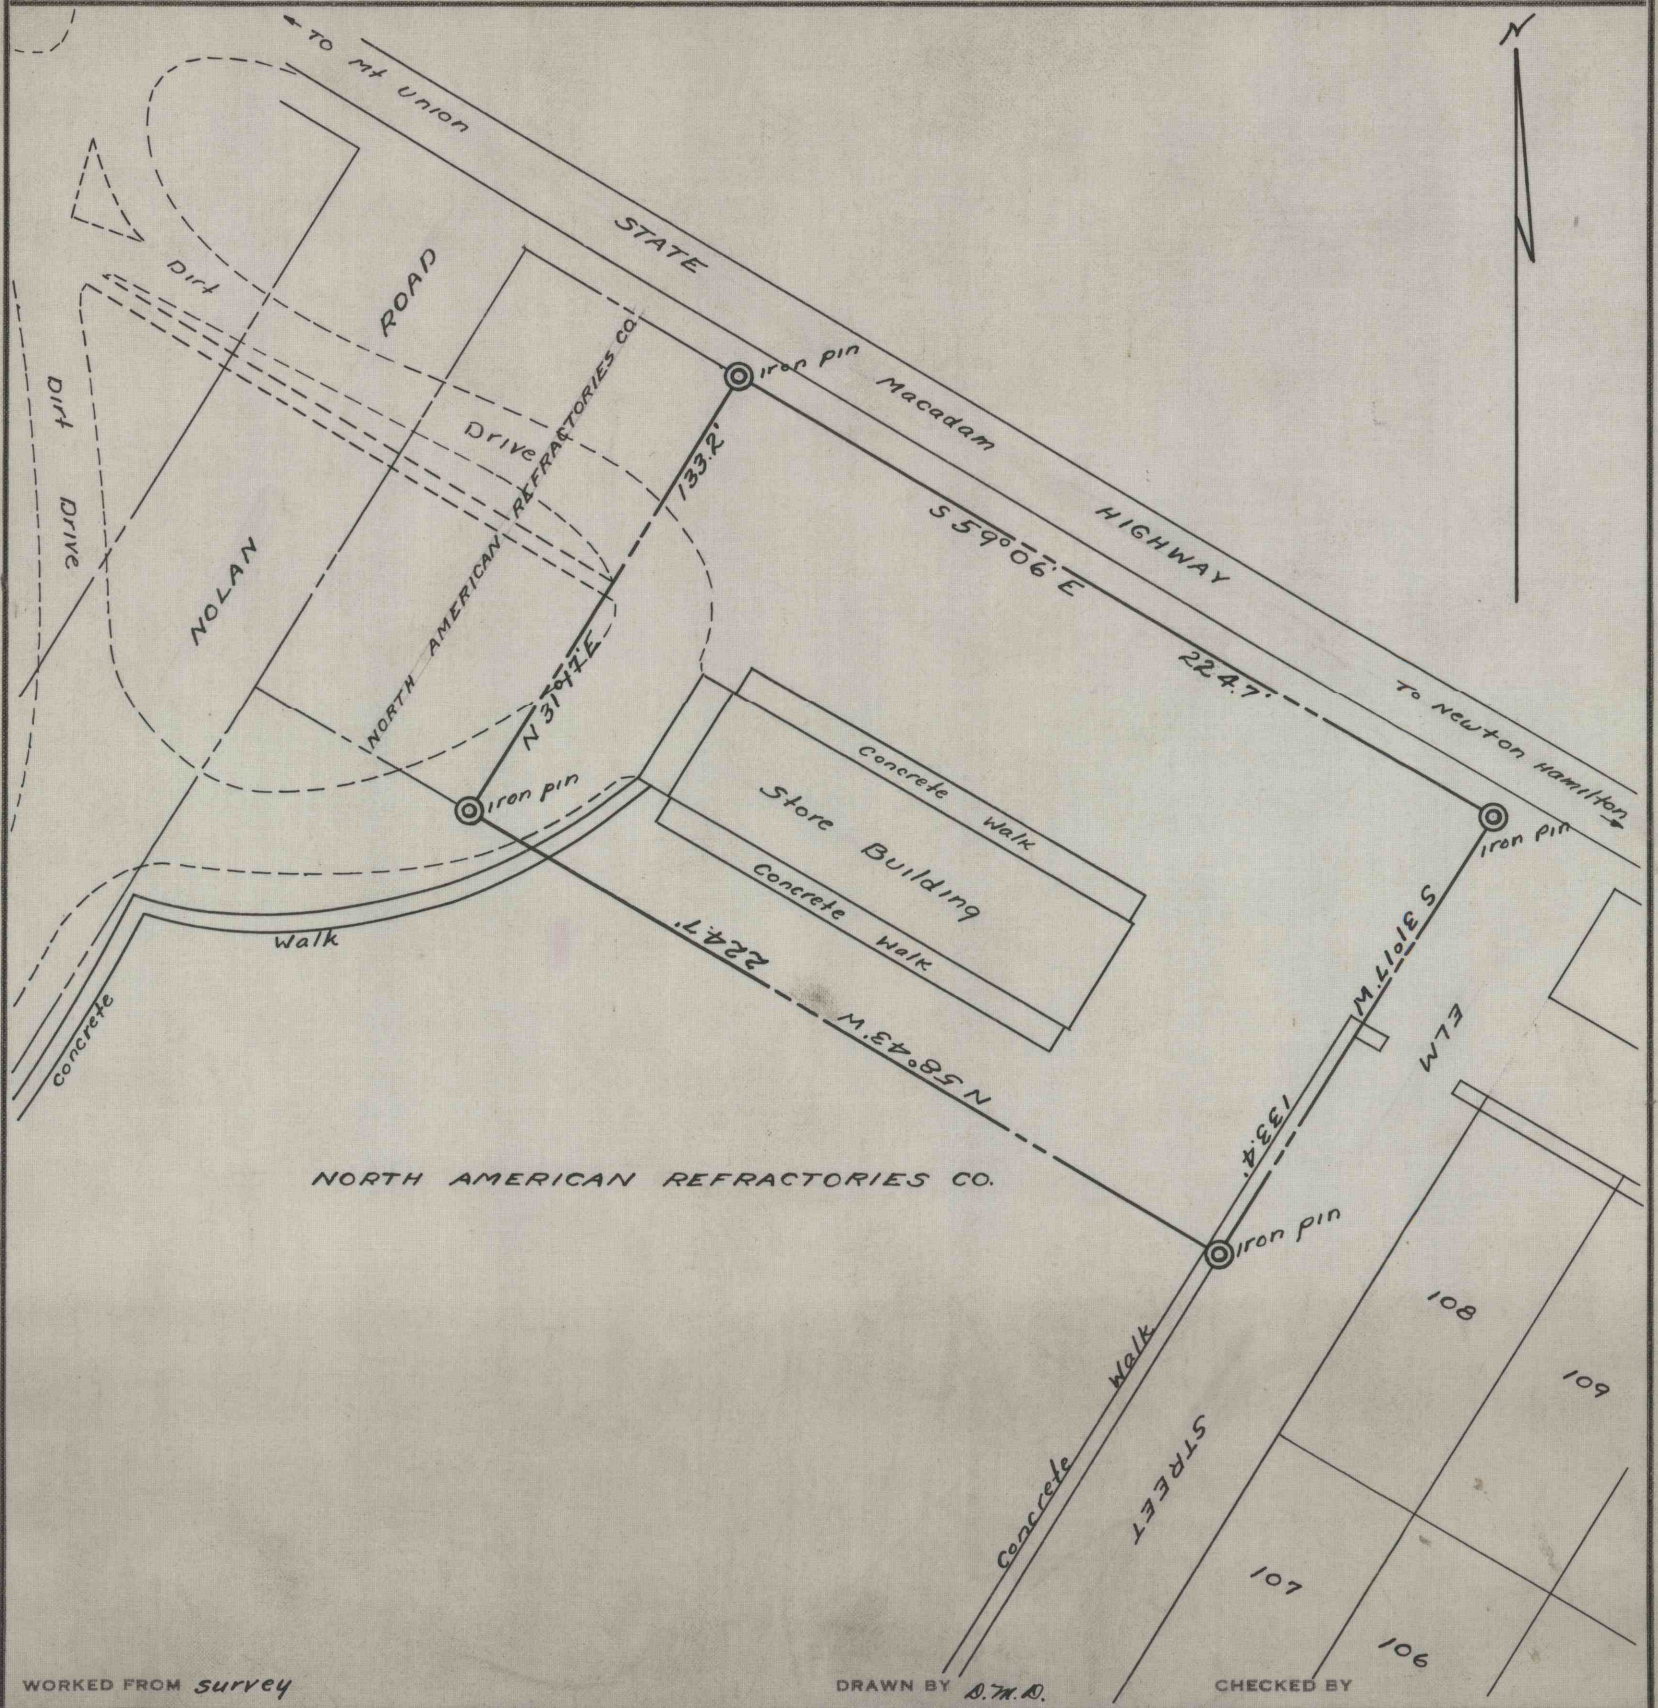 N
TO Mt Union
STATE
Macadam
HIGHWAY
To Newton Hamilton
Dirt
Drive
ROAD
NOLAN
Dirt Drive
NORTH AMERICAN REFRACTORIES CO.
Iron pin
133.2'
N 31°17' E
S 59°06' E
224.7'
Iron pin
Iron pin
Concrete Walk
Store Building
Concrete Walk
S 31°17' W
133.4'
ELM
STREET
224.7'
N 58°43' W
Walk
Concrete
NORTH AMERICAN REFRACTORIES CO.
Iron pin
Concrete Walk
108
109
107
106
WORKED FROM survey
DRAWN BY D.M.D.
CHECKED BY